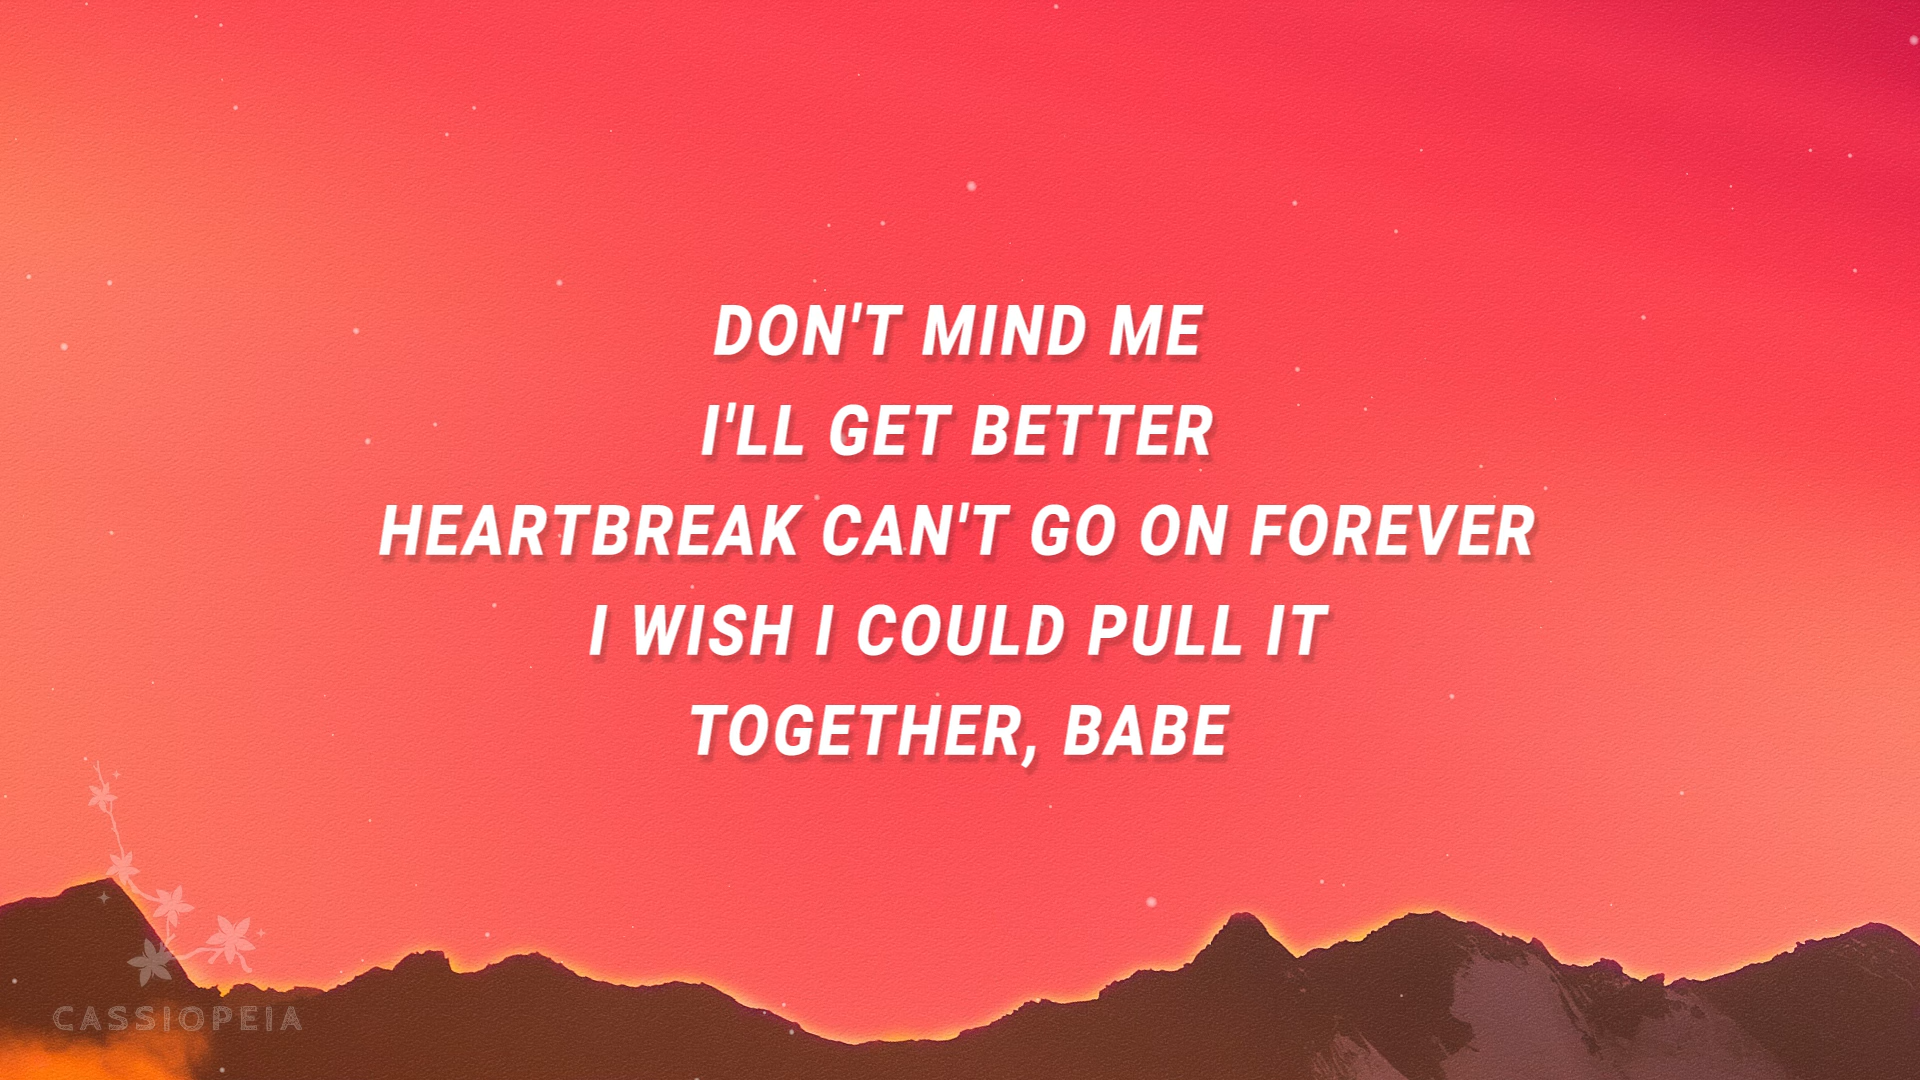 DON'T MIND ME
I'LL GET BETTER
HEARTBREAK CAN'T GO ON FOREVER
I WISH I COULD PULL IT
TOGETHER, BABE
CASSIOPEIA